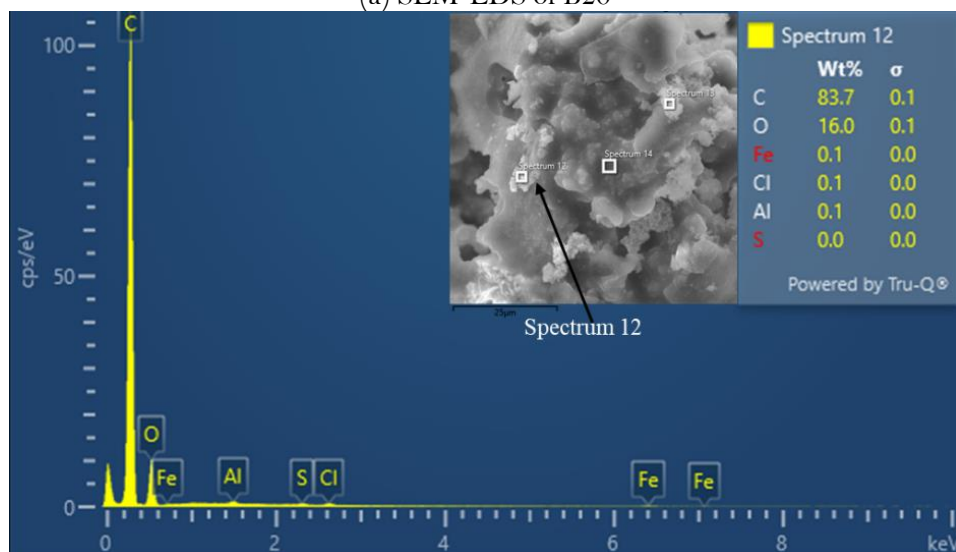 (a) SEM-EDS of B20
100
50
0
cps/eV
C
O
Fe
Al
S
Cl
Fe
Fe
0
2
4
6
8
keV
Spectrum 13
Spectrum 14
Spectrum 12
25µm
Spectrum 12
Spectrum 12
Wt% σ
C 83.7 0.1
O 16.0 0.1
Fe 0.1 0.0
Cl 0.1 0.0
Al 0.1 0.0
S 0.0 0.0
Powered by Tru-Q®